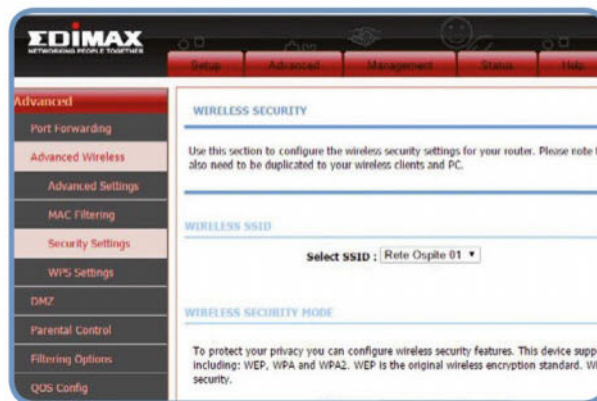 EDIMAX
NETWORKING PEOPLE TOGETHER
Setup
Advanced
Management
Status
Help
Advanced
Port Forwarding
Advanced Wireless
Advanced Settings
MAC Filtering
Security Settings
WPS Settings
DMZ
Parental Control
Filtering Options
QOS Config
WIRELESS SECURITY
Use this section to configure the wireless security settings for your router. Please note
also need to be duplicated to your wireless clients and PC.
WIRELESS SSID
Select SSID : Rete Ospite 01
WIRELESS SECURITY MODE
To protect your privacy you can configure wireless security features. This device supp
including: WEP, WPA and WPA2. WEP is the original wireless encryption standard. W
security.